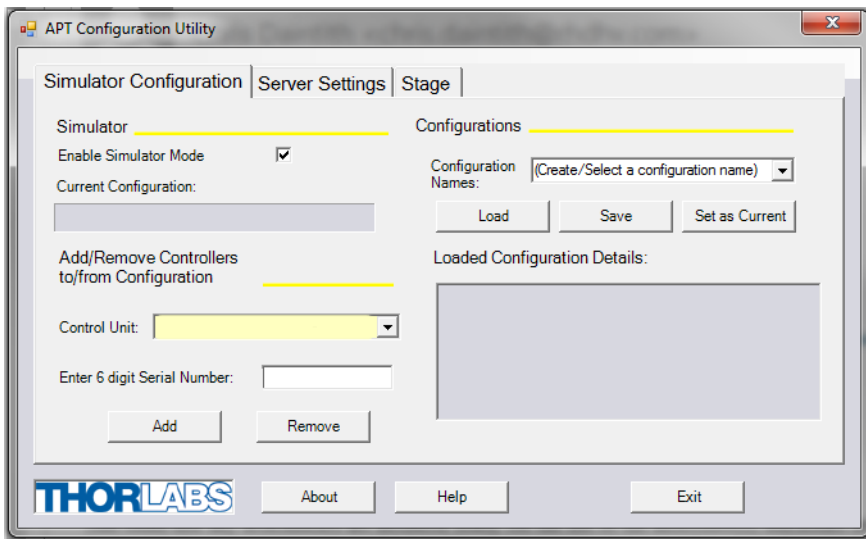 APT Configuration Utility
Simulator Configuration
Server Settings
Stage
Simulator
Enable Simulator Mode
Current Configuration:
Add/Remove Controllers
to/from Configuration
Control Unit:
Enter 6 digit Serial Number:
Add
Remove
Configurations
Configuration
Names:
(Create/Select a configuration name)
Load
Save
Set as Current
Loaded Configuration Details:
THORLABS
About
Help
Exit